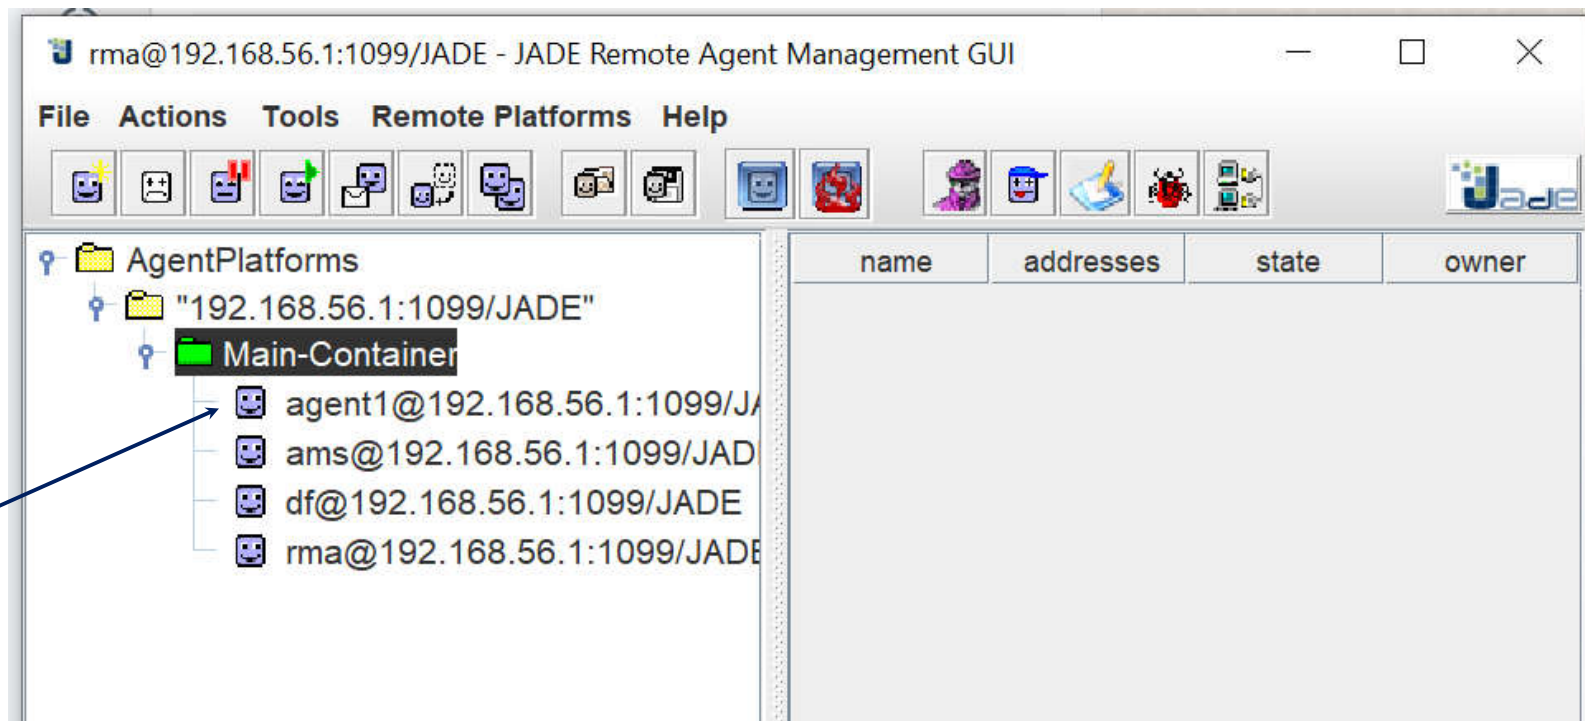 rma@192.168.56.1:1099/JADE - JADE Remote Agent Management GUI
File Actions Tools Remote Platforms Help
Jade
AgentPlatforms
"192.168.56.1:1099/JADE"
Main-Container
agent1@192.168.56.1:1099/JA
ams@192.168.56.1:1099/JAD
df@192.168.56.1:1099/JADE
rma@192.168.56.1:1099/JADE
name addresses state owner